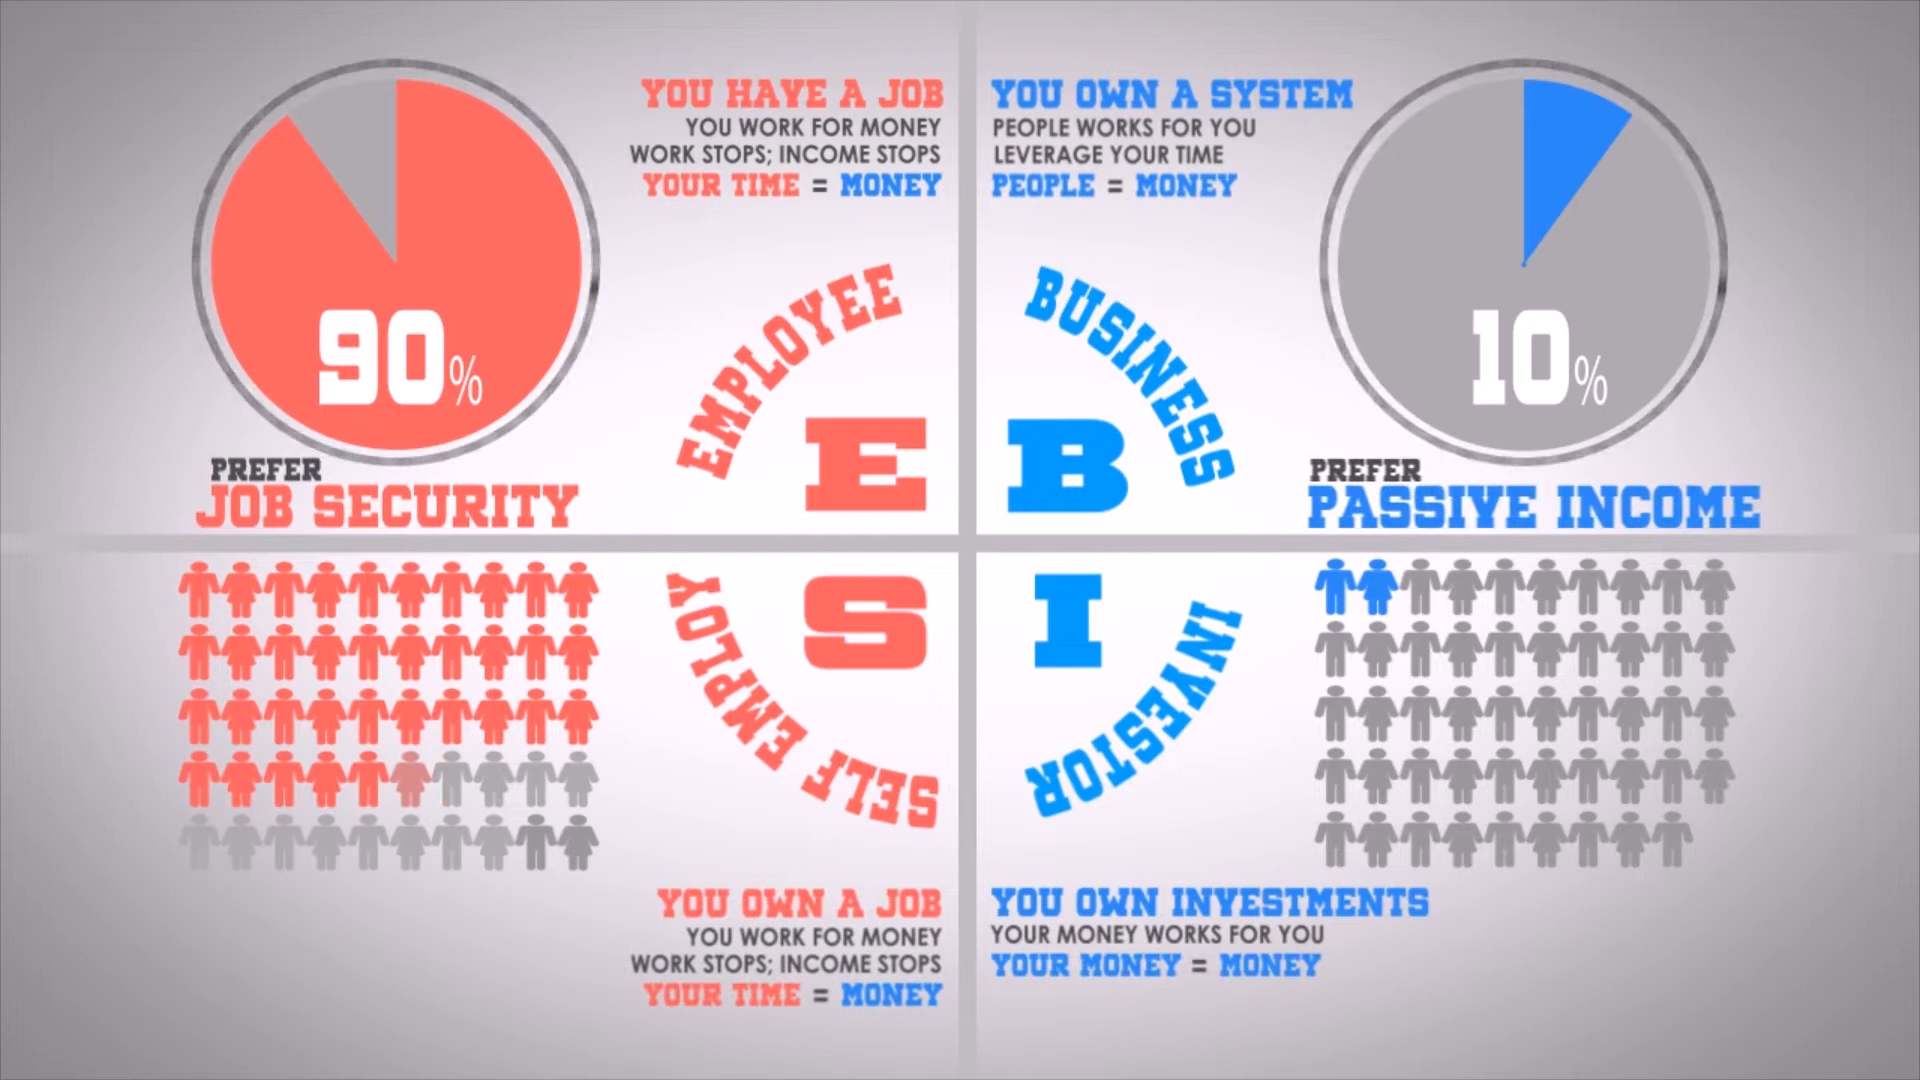 90%
PREFER
JOB SECURITY
YOU HAVE A JOB
YOU WORK FOR MONEY
WORK STOPS; INCOME STOPS
YOUR TIME = MONEY
EMPLOYEE
E
YOU OWN A SYSTEM
PEOPLE WORKS FOR YOU
LEVERAGE YOUR TIME
PEOPLE = MONEY
BUSINESS
B
10%
PREFER
PASSIVE INCOME
S
SELF EMPLOY
YOU OWN A JOB
YOU WORK FOR MONEY
WORK STOPS; INCOME STOPS
YOUR TIME = MONEY
I
INVESTOR
YOU OWN INVESTMENTS
YOUR MONEY WORKS FOR YOU
YOUR MONEY = MONEY